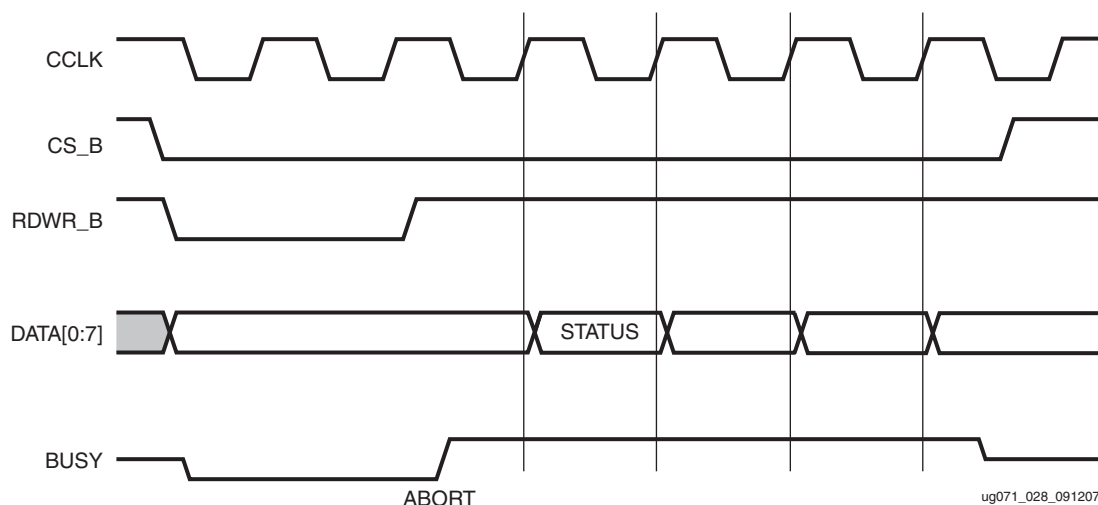 CCLK
CS_B
RDWR_B
DATA[0:7]
STATUS
BUSY
ABORT
ug071_028_091207